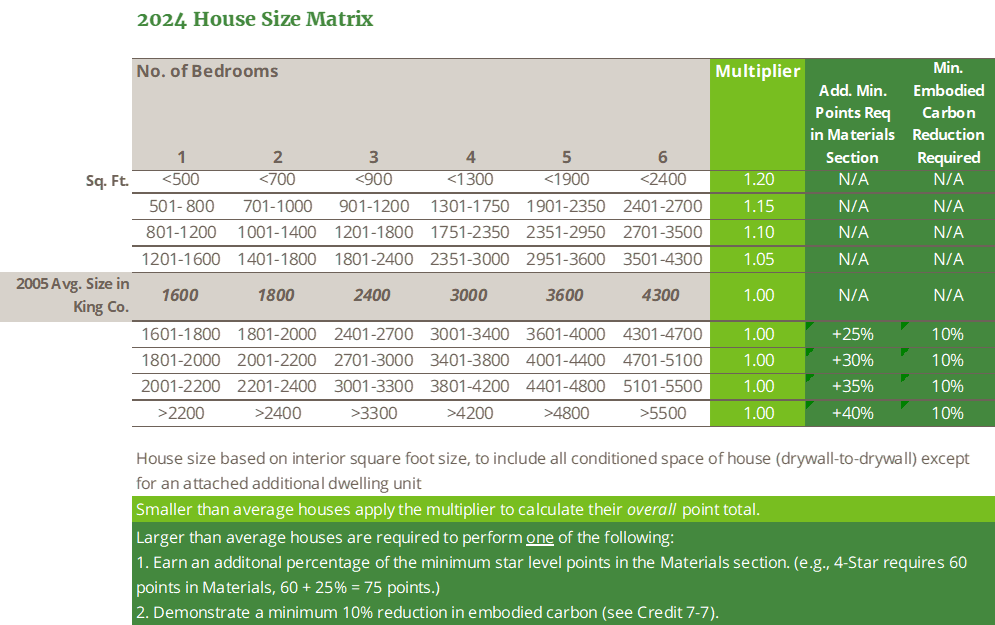 2024 House Size Matrix
No. of Bedrooms Multiplier Min.
Add. Min. Embodied
Points Req Carbon
in Materials Reduction
1 2 3 4 5 6 Section Required
Sq. Ft. <500 <700 <900 <1300 <1900 <2400 1.20 N/A N/A
501- 800 701-1000 901-1200 1301-1750 1901-2350 2401-2700 1.15 N/A N/A
801-1200 1001-1400 1201-1800 1751-2350 2351-2950 2701-3500 1.10 N/A N/A
1201-1600 1401-1800 1801-2400 2351-3000 2951-3600 3501-4300 1.05 N/A N/A
2005 Avg. Size in
King Co. 1600 1800 2400 3000 3600 4300 1.00 N/A N/A
1601-1800 1801-2000 2401-2700 3001-3400 3601-4000 4301-4700 1.00 +25% 10%
1801-2000 2001-2200 2701-3000 3401-3800 4001-4400 4701-5100 1.00 +30% 10%
2001-2200 2201-2400 3001-3300 3801-4200 4401-4800 5101-5500 1.00 +35% 10%
>2200 >2400 >3300 >4200 >4800 >5500 1.00 +40% 10%
House size based on interior square foot size, to include all conditioned space of house (drywall-to-drywall) except
for an attached additional dwelling unit
Smaller than average houses apply the multiplier to calculate their overall point total.
Larger than average houses are required to perform one of the following:
1. Earn an additonal percentage of the minimum star level points in the Materials section. (e.g., 4-Star requires 60
points in Materials, 60 + 25% = 75 points.)
2. Demonstrate a minimum 10% reduction in embodied carbon (see Credit 7-7).